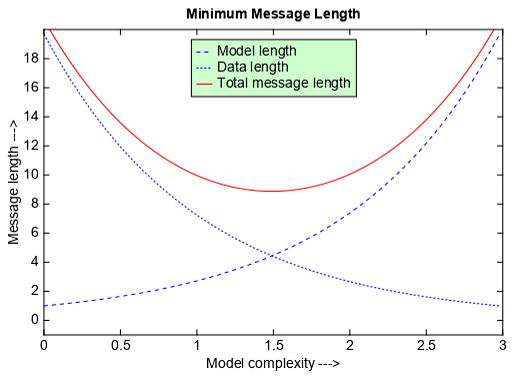 Minimum Message Length
Model length
Data length
Total message length
Message length --->
18
16
14
12
10
8
6
4
2
0
0 0.5 1 1.5 2 2.5 3
Model complexity --->